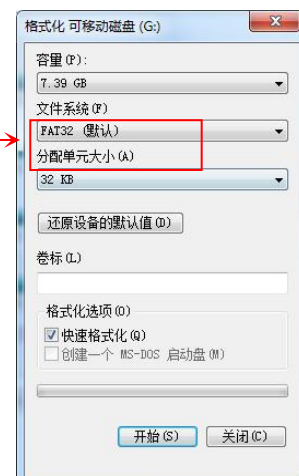 格式化 可移动磁盘 (G:)
容量(P):
7.39 GB
文件系统(F)
FAT32 (默认)
分配单元大小(A)
32 KB
还原设备的默认值(D)
卷标(L)
格式化选项(O)
快速格式化(Q)
创建一个 MS-DOS 启动盘(M)
开始(S) 关闭(C)